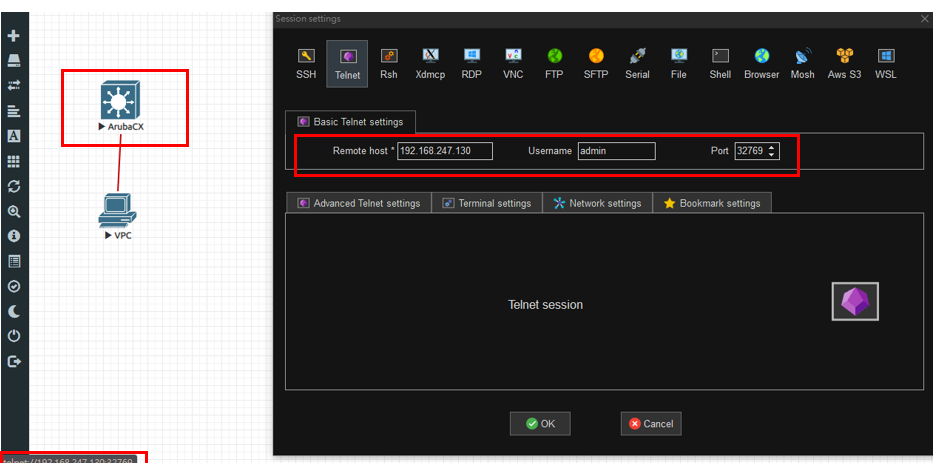 Session settings
SSH Telnet Rsh Xdmcp RDP VNC FTP SFTP Serial File Shell Browser Mosh Aws S3 WSL
Basic Telnet settings
Remote host * 192.168.247.130 Username admin Port 32769
Advanced Telnet settings Terminal settings Network settings Bookmark settings
Telnet session
OK Cancel
ArubaCX
VPC
telnet://192.168.247.130:32769